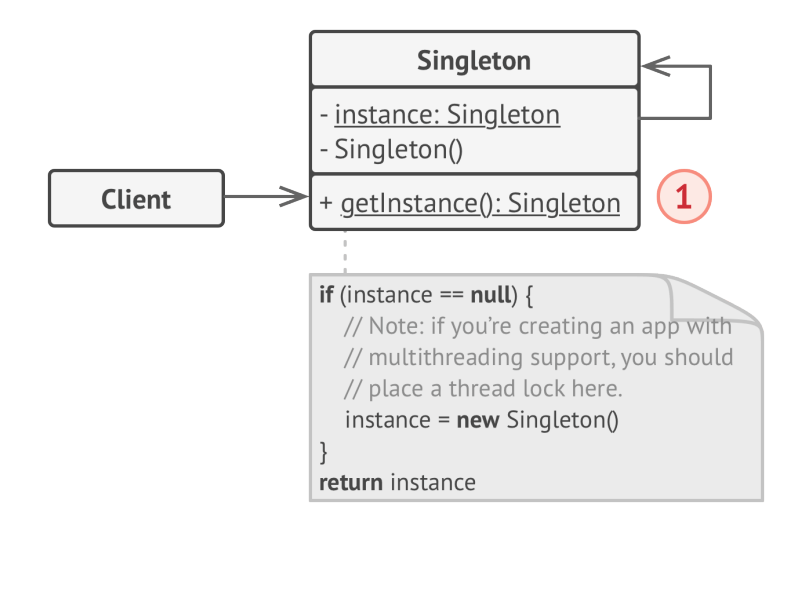 Singleton
- instance: Singleton
- Singleton()
Client
+ getInstance(): Singleton
1
if (instance == null) {
// Note: if you’re creating an app with
// multithreading support, you should
// place a thread lock here.
instance = new Singleton()
}
return instance